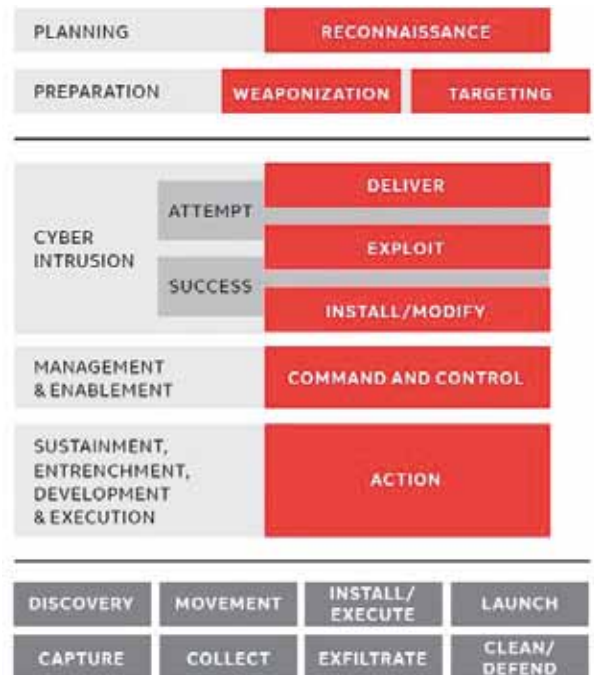 PLANNING
RECONNAISSANCE
PREPARATION
WEAPONIZATION
TARGETING
CYBER
INTRUSION
ATTEMPT
SUCCESS
DELIVER
EXPLOIT
INSTALL/MODIFY
MANAGEMENT
& ENABLEMENT
COMMAND AND CONTROL
SUSTAINMENT,
ENTRENCHMENT,
DEVELOPMENT
& EXECUTION
ACTION
DISCOVERY
MOVEMENT
INSTALL/
EXECUTE
LAUNCH
CAPTURE
COLLECT
EXFILTRATE
CLEAN/
DEFEND